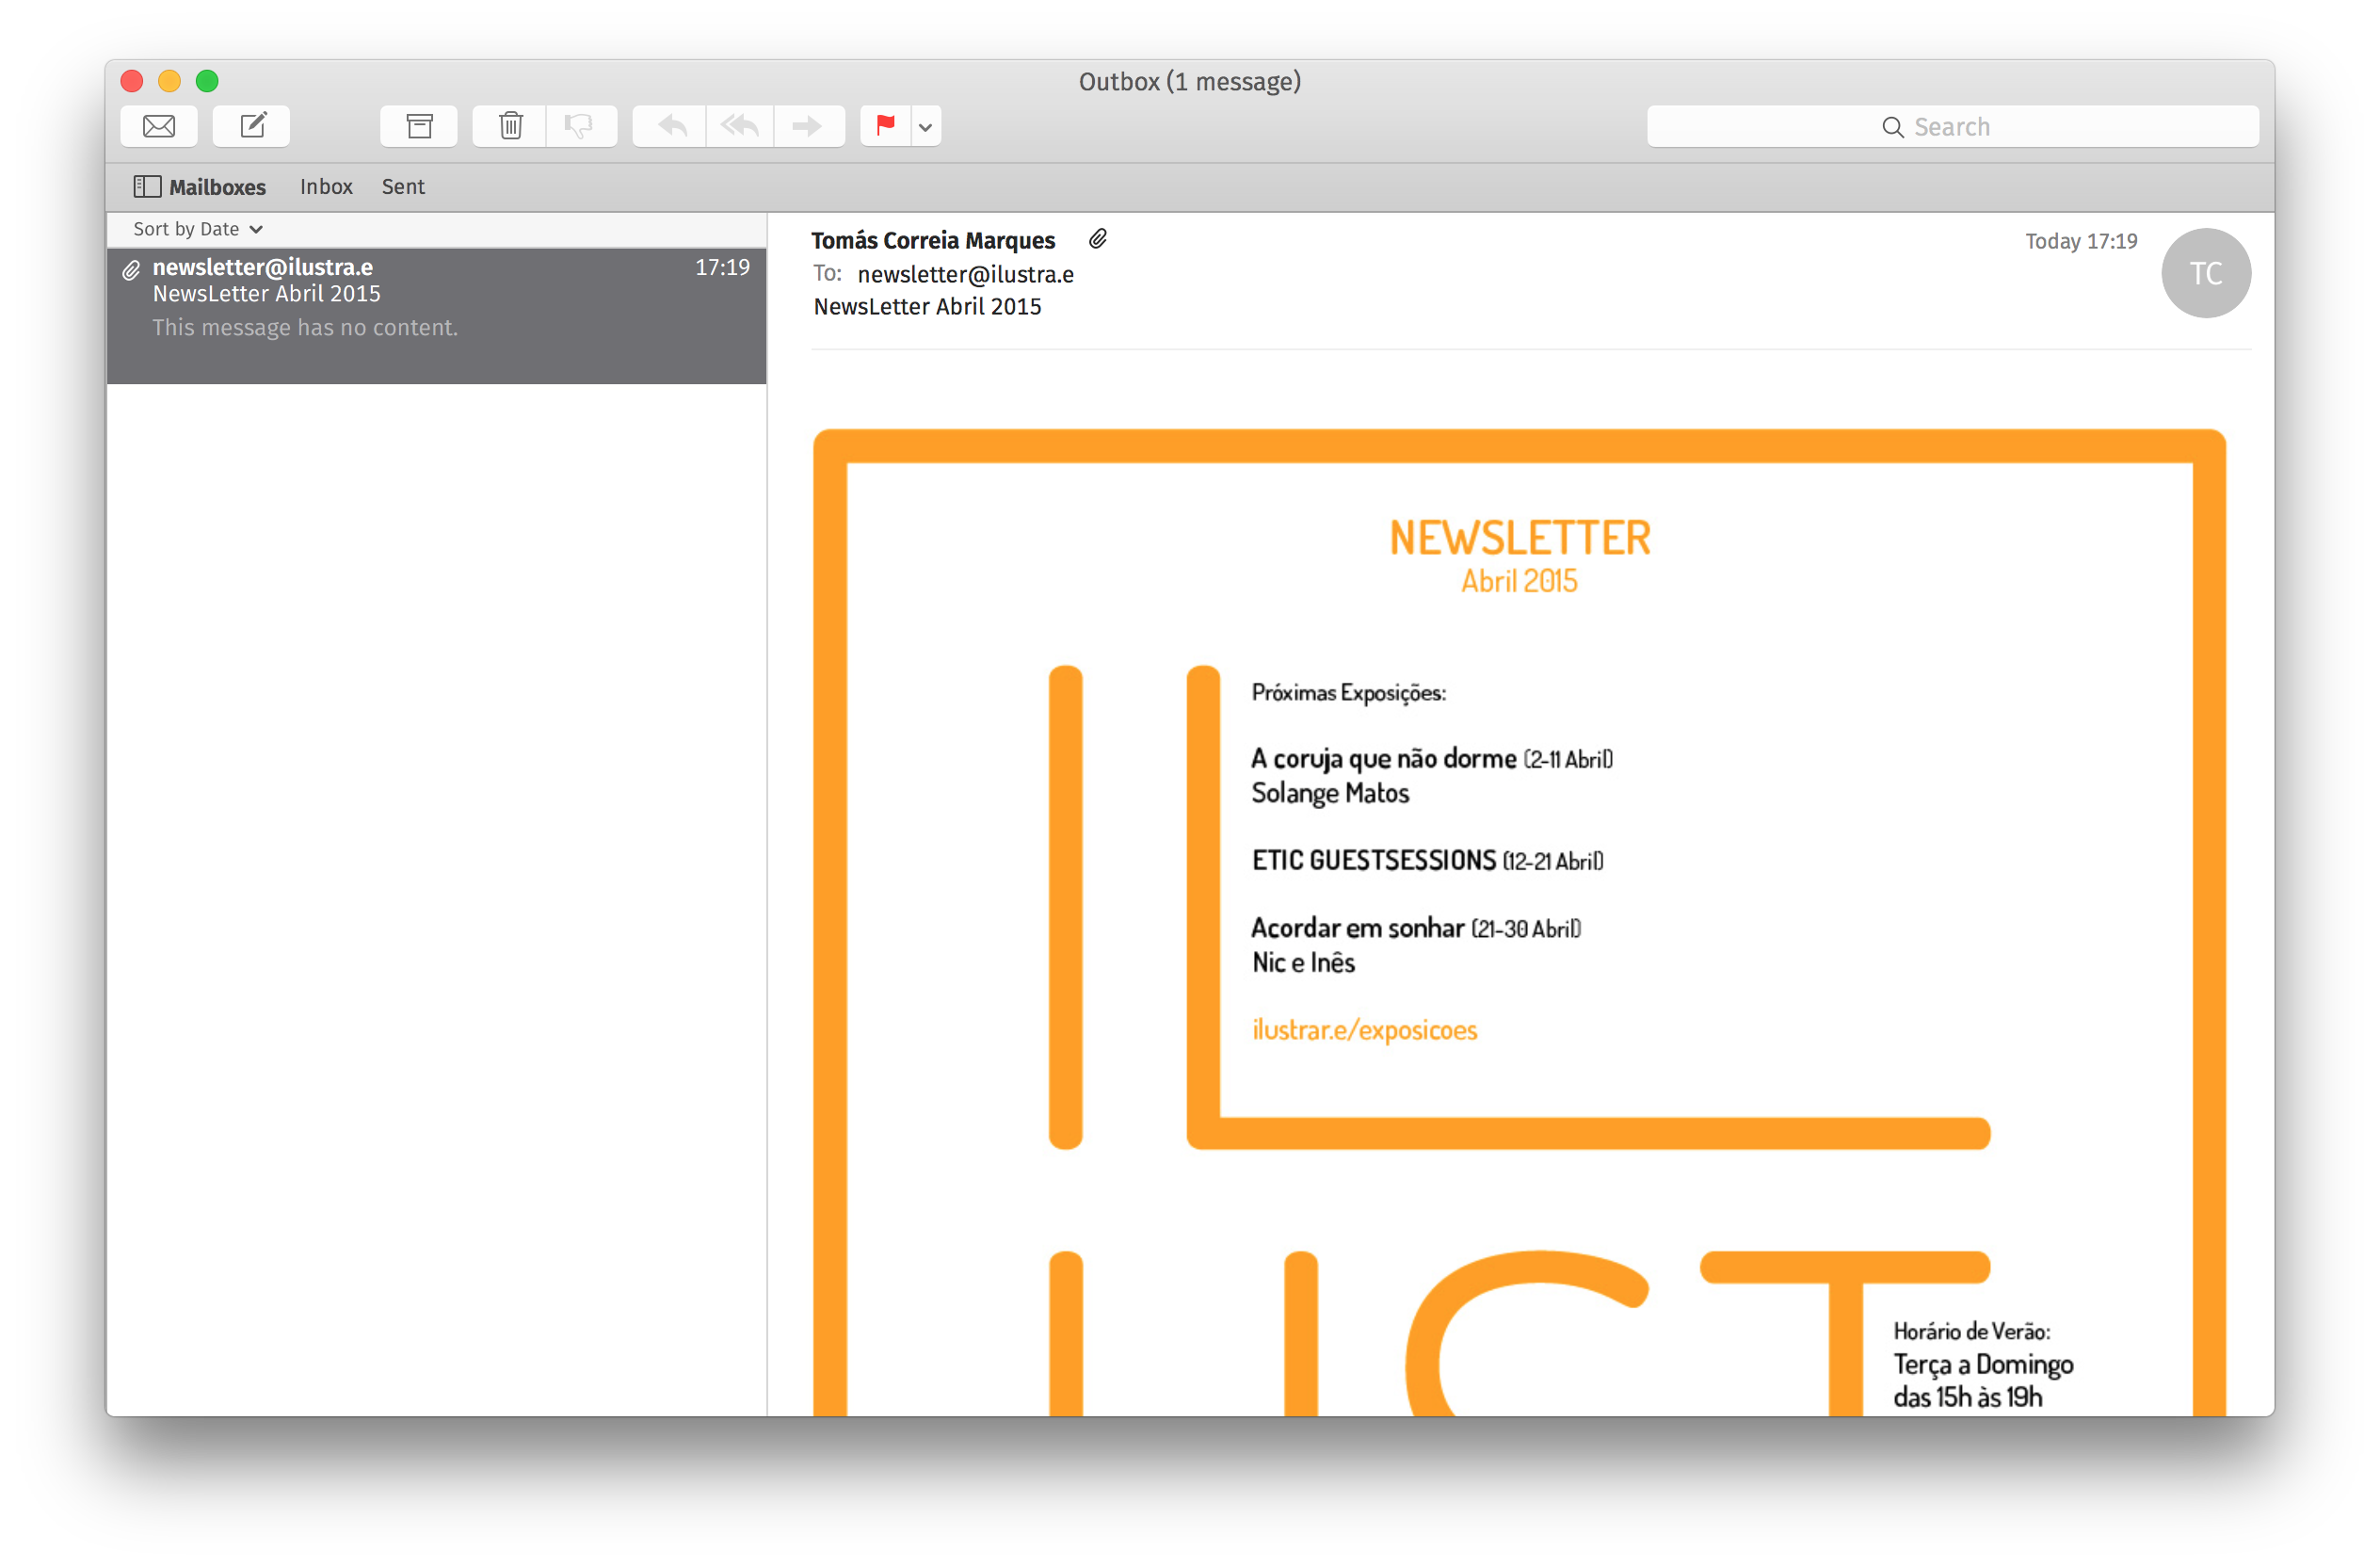 Outbox (1 message)
Search
Mailboxes Inbox Sent
Sort by Date
newsletter@ilustra.e 17:19
NewsLetter Abril 2015
This message has no content.
Tomás Correia Marques Today 17:19
TC
To: newsletter@ilustra.e
NewsLetter Abril 2015
NEWSLETTER
Abril 2015
Próximas Exposições:
A coruja que não dorme (2-11 Abril)
Solange Matos
ETIC GUESTSESSIONS (12-21 Abril)
Acordar em sonhar (21-30 Abril)
Nic e Inês
ilustrar.e/exposicoes
IL
UST
Horário de Verão:
Terça a Domingo
das 15h às 19h